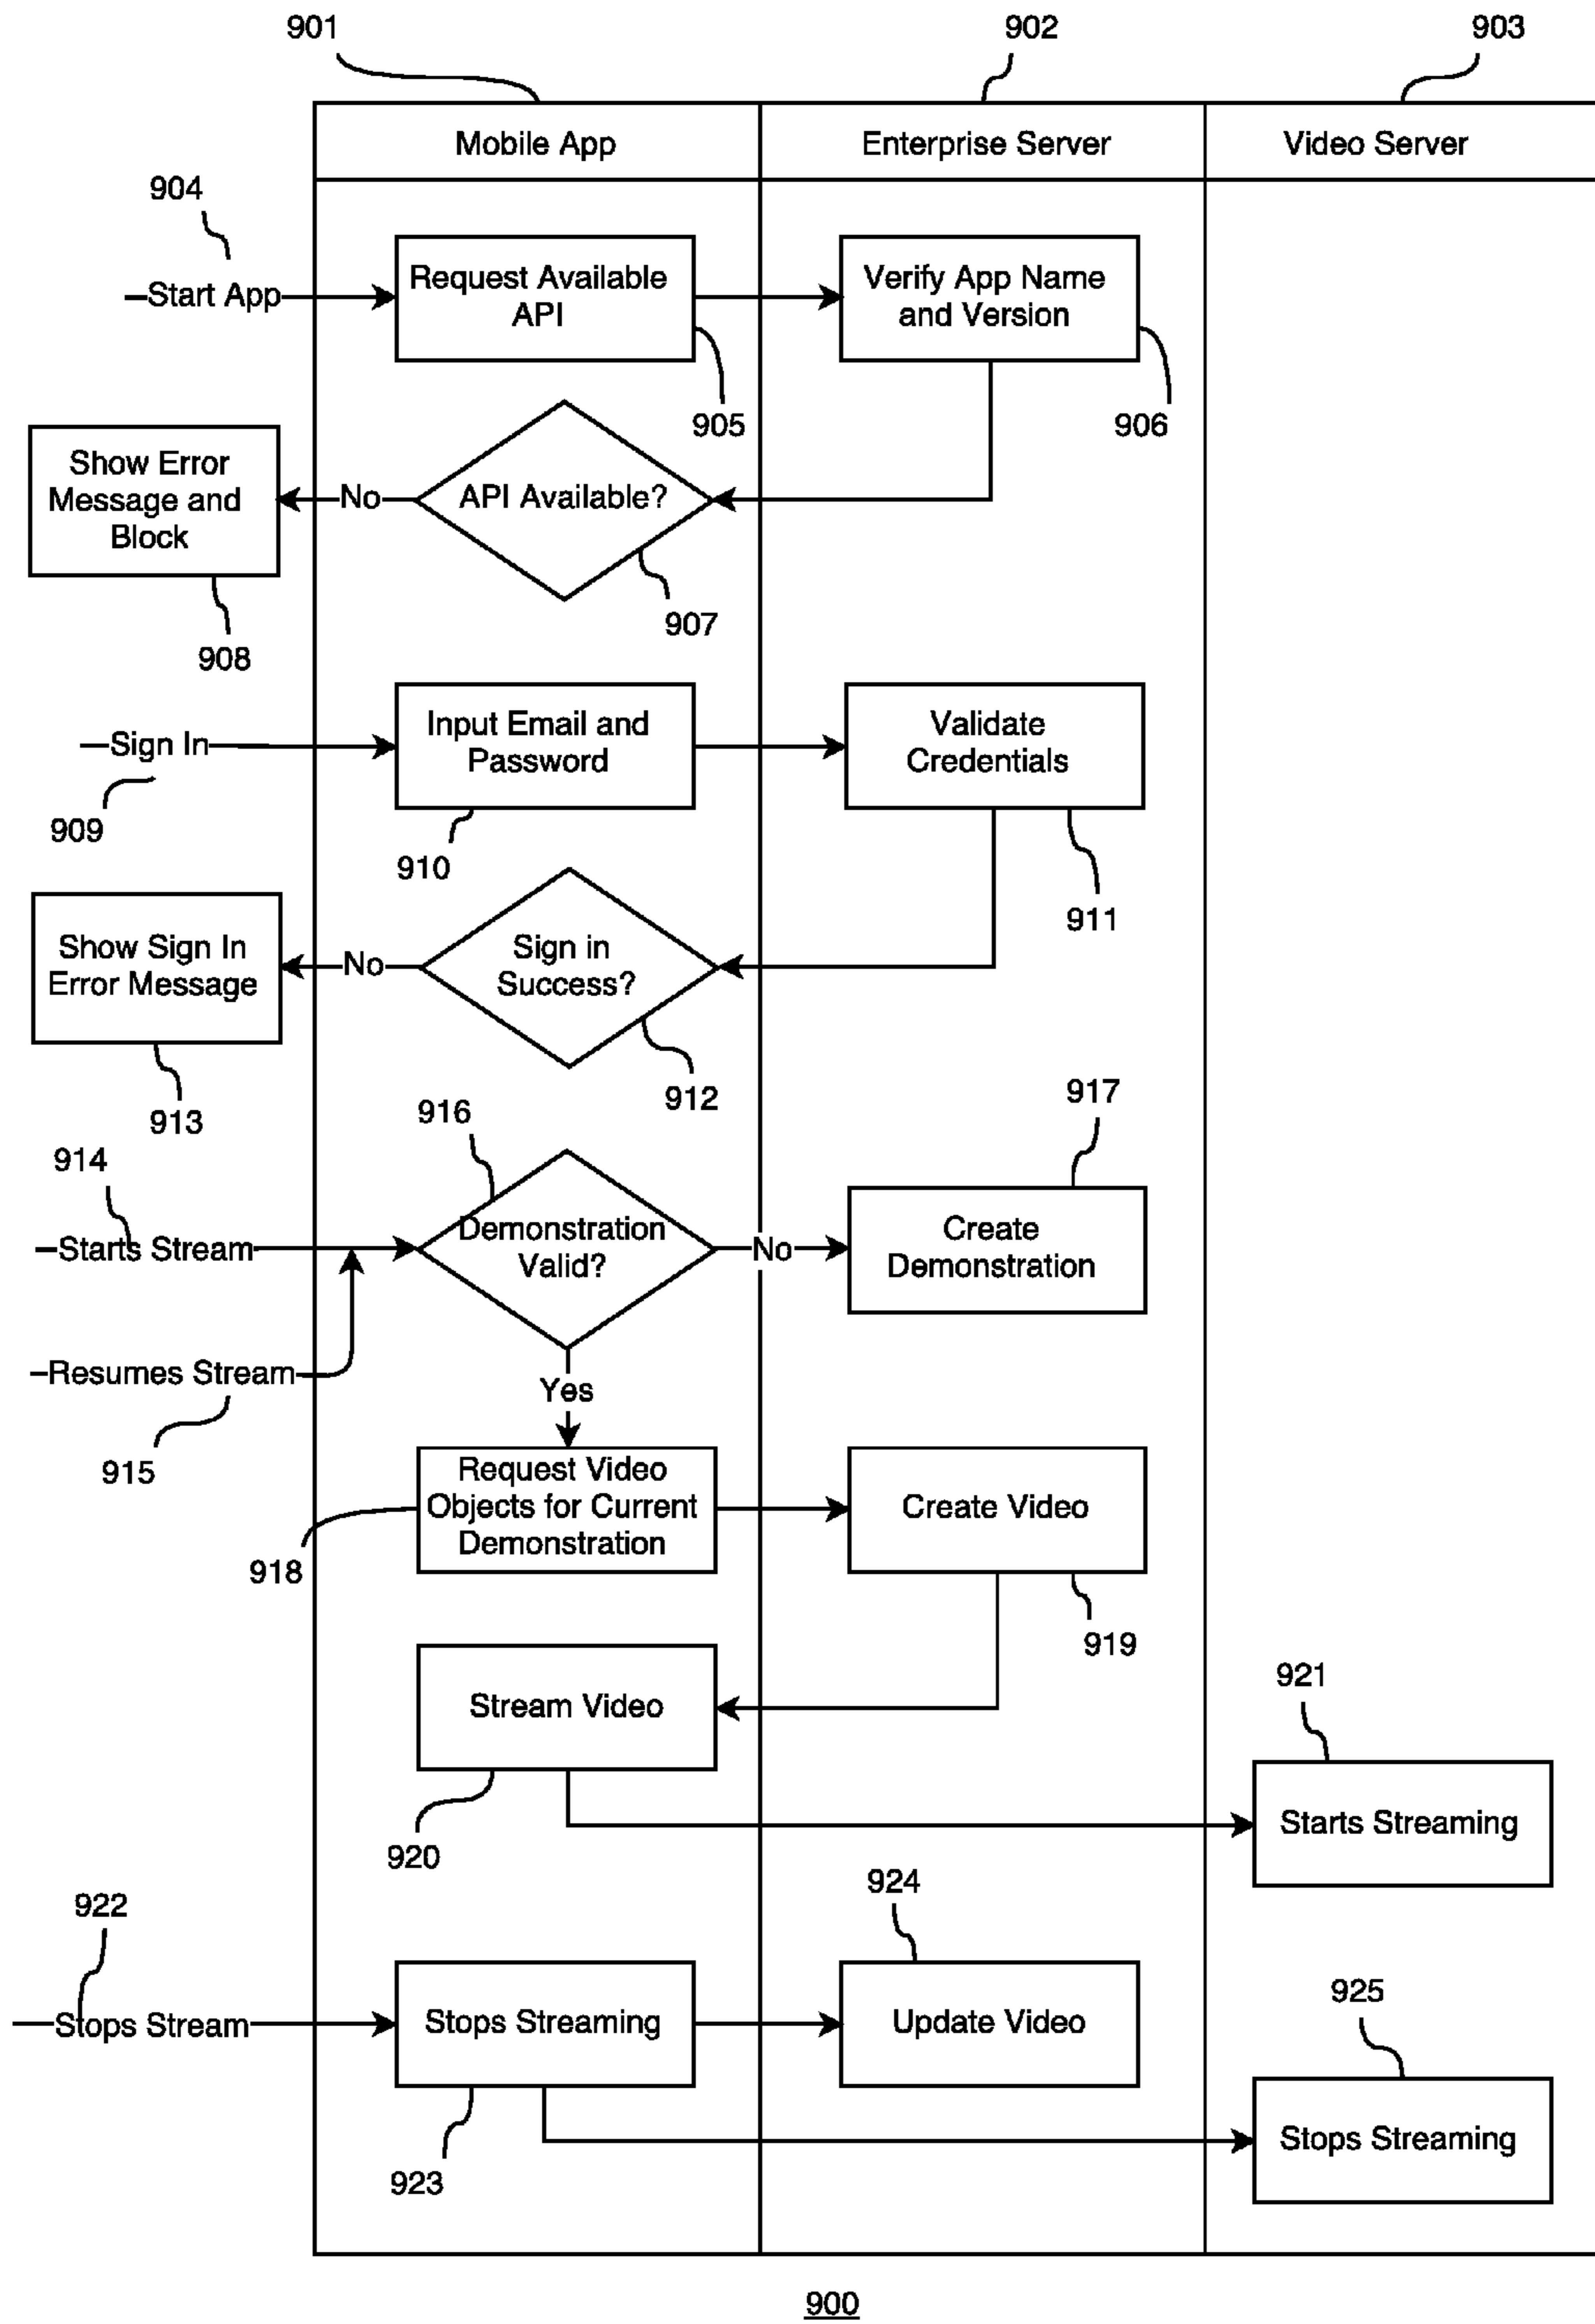 901
902
903
Mobile App
Enterprise Server
Video Server
904
Start App
Request Available
API
Verify App Name
and Version
905
906
Show Error
Message and
Block
No
API Available?
907
908
Sign In
Input Email and
Password
Validate
Credentials
909
910
911
Show Sign In
Error Message
No
Sign in
Success?
912
913
914
916
917
Starts Stream
Demonstration
Valid?
No
Create
Demonstration
Resumes Stream
Yes
915
Request Video
Objects for Current
Demonstration
Create Video
918
919
Stream Video
921
920
Starts Streaming
922
924
Stops Stream
Stops Streaming
Update Video
925
923
Stops Streaming
900